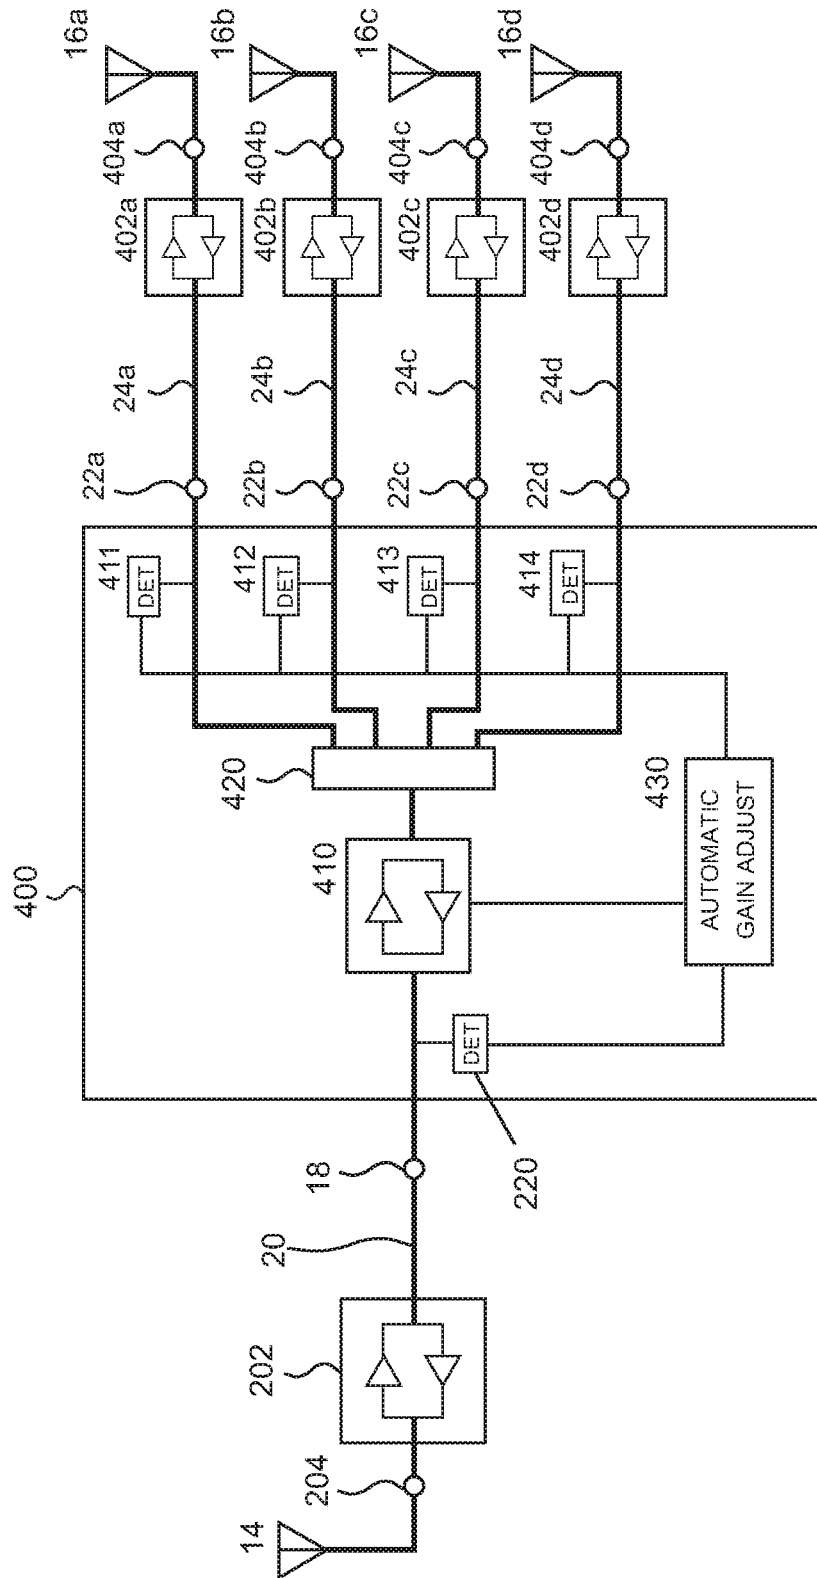 16a
16b
16c
16d
404a
404b
404c
404d
402a
402b
402c
402d
24a
24b
24c
24d
22a
22b
22c
22d
411
DET
412
DET
413
DET
414
DET
420
430
AUTOMATIC
GAIN ADJUST
410
400
DET
220
18
20
202
204
14